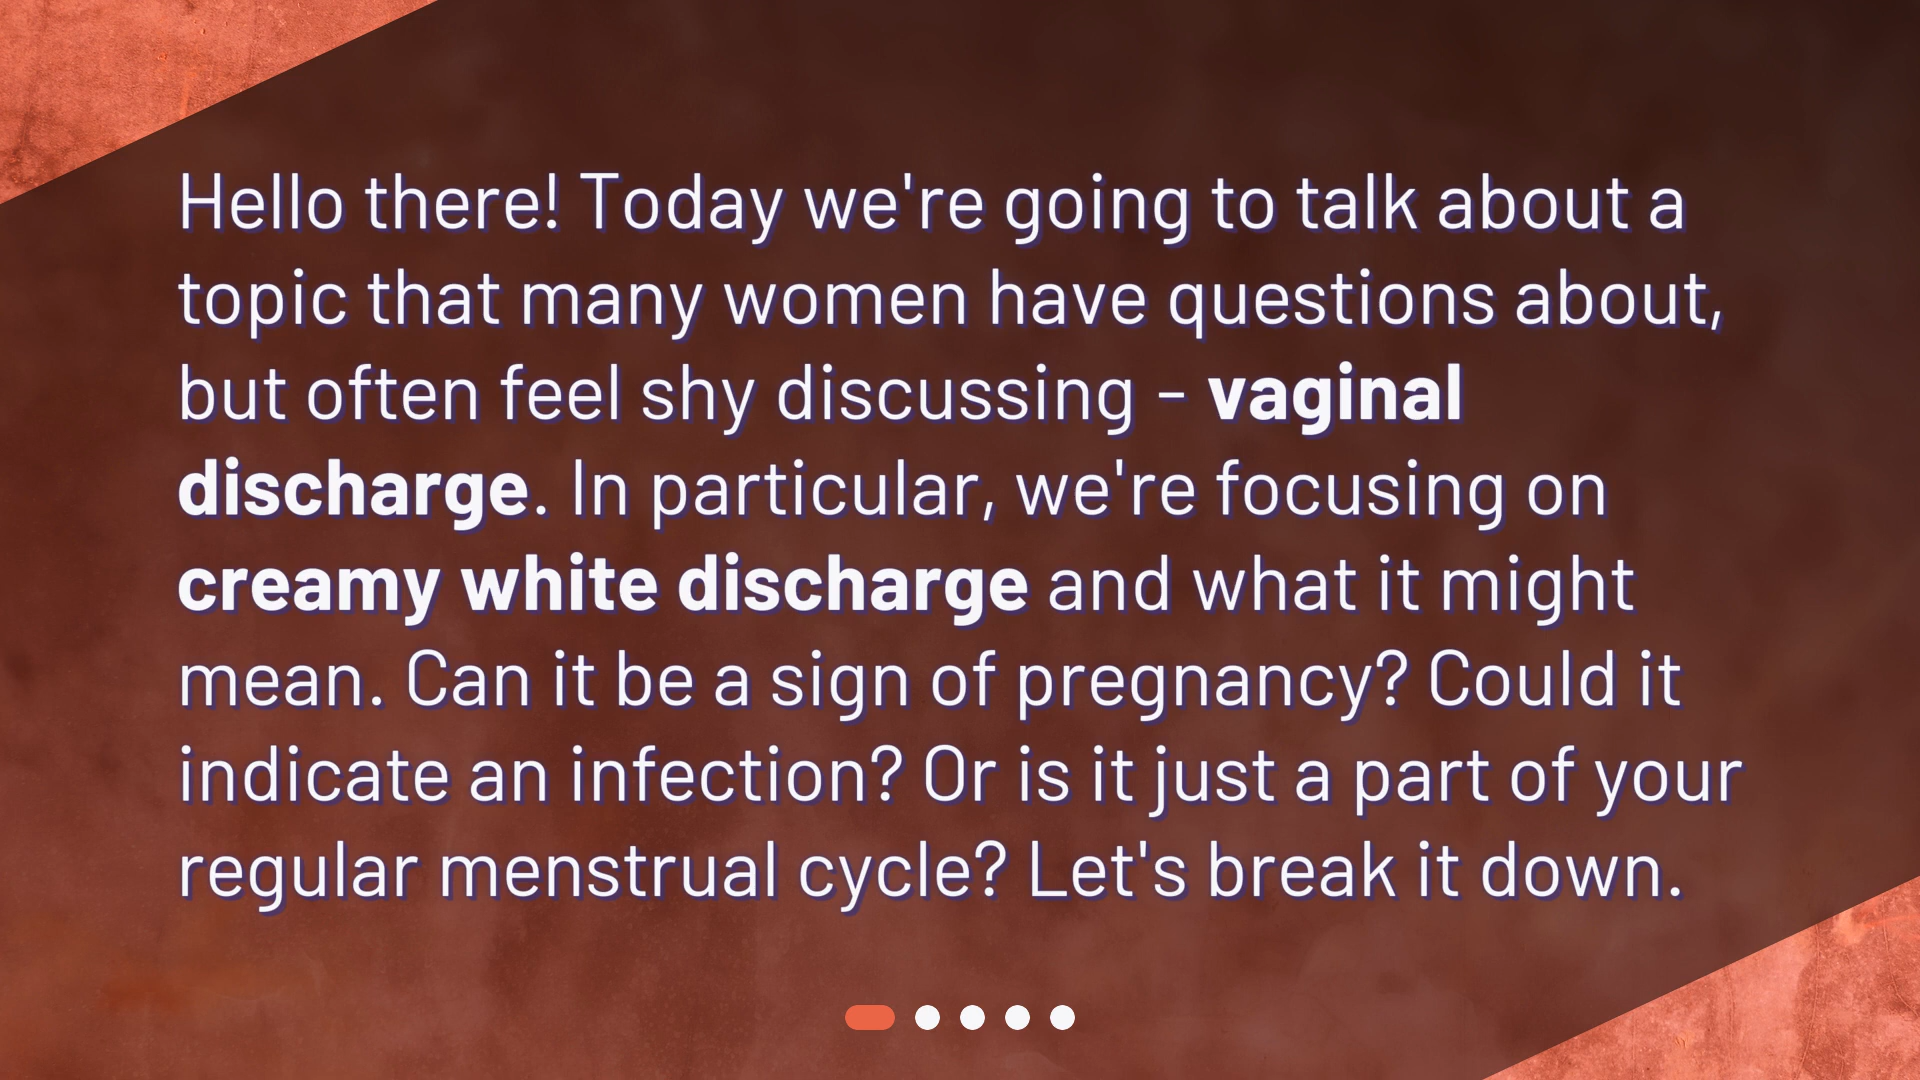 Hello there! Today we're going to talk about a
topic that many women have questions about,
but often feel shy discussing - vaginal
discharge. In particular, we're focusing on
creamy white discharge and what it might
mean. Can it be a sign of pregnancy? Could it
indicate an infection? Or is it just a part of your
regular menstrual cycle? Let's break it down.